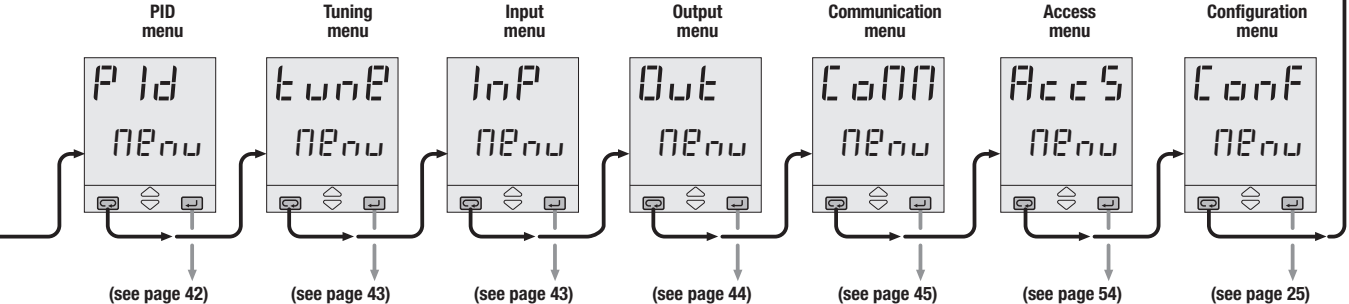 PID
menu
Tuning
menu
Input
menu
Output
menu
Communication
menu
Access
menu
Configuration
menu
PId
MEnu
tunE
MEnu
InP
MEnu
Out
MEnu
CoMM
MEnu
AccS
MEnu
ConF
MEnu
(see page 42)
(see page 43)
(see page 43)
(see page 44)
(see page 45)
(see page 54)
(see page 25)